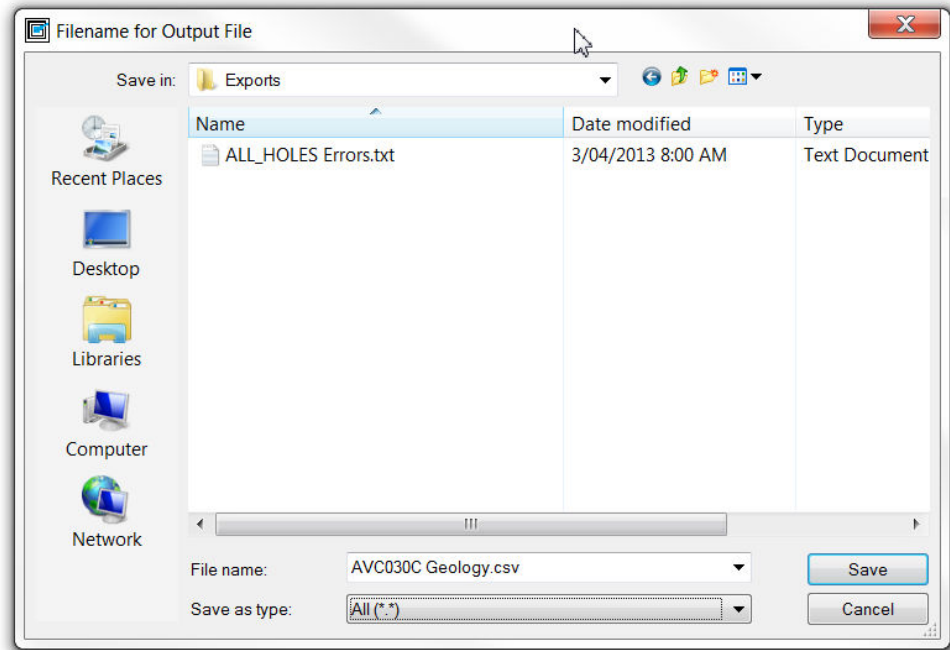 Filename for Output File
Save in: Exports
Name Date modified Type
ALL_HOLES Errors.txt 3/04/2013 8:00 AM Text Document
Recent Places
Desktop
Libraries
Computer
Network
File name: AVC030C Geology.csv Save
Save as type: All (*.*) Cancel